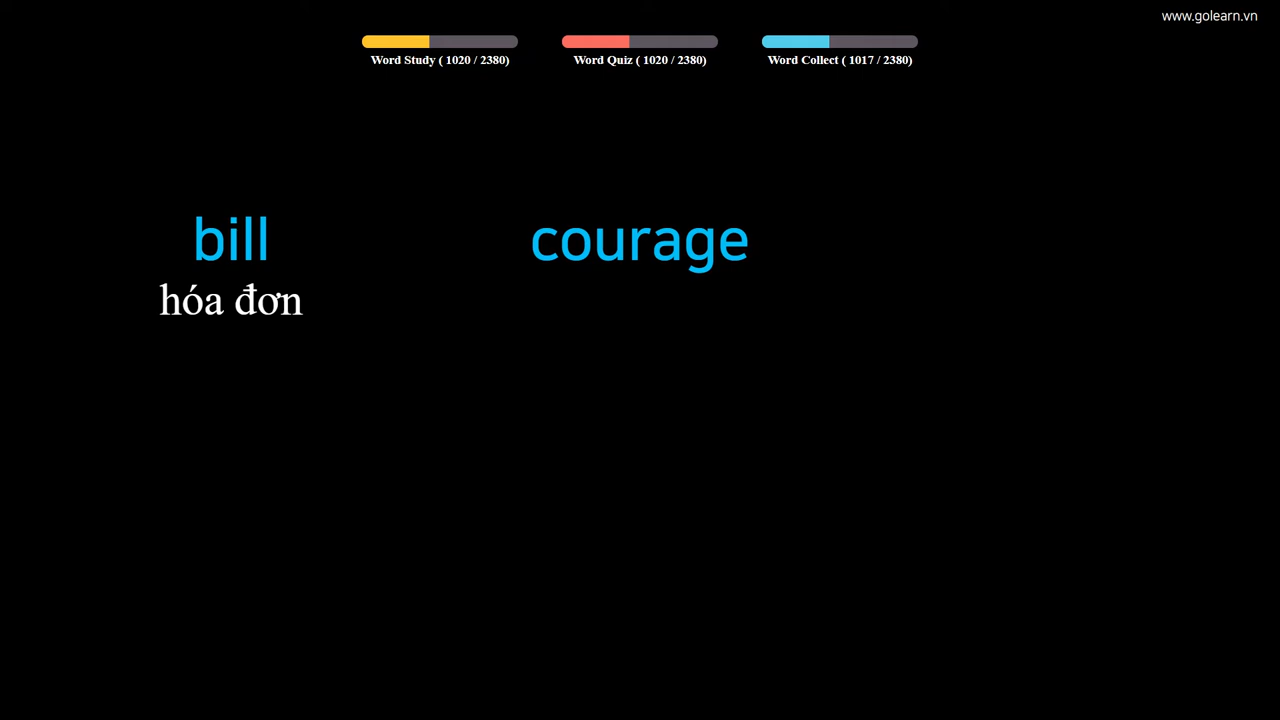 www.golearn.vn
Word Study ( 1020 / 2380)
Word Quiz ( 1020 / 2380)
Word Collect ( 1017 / 2380)
bill
hóa đơn
courage